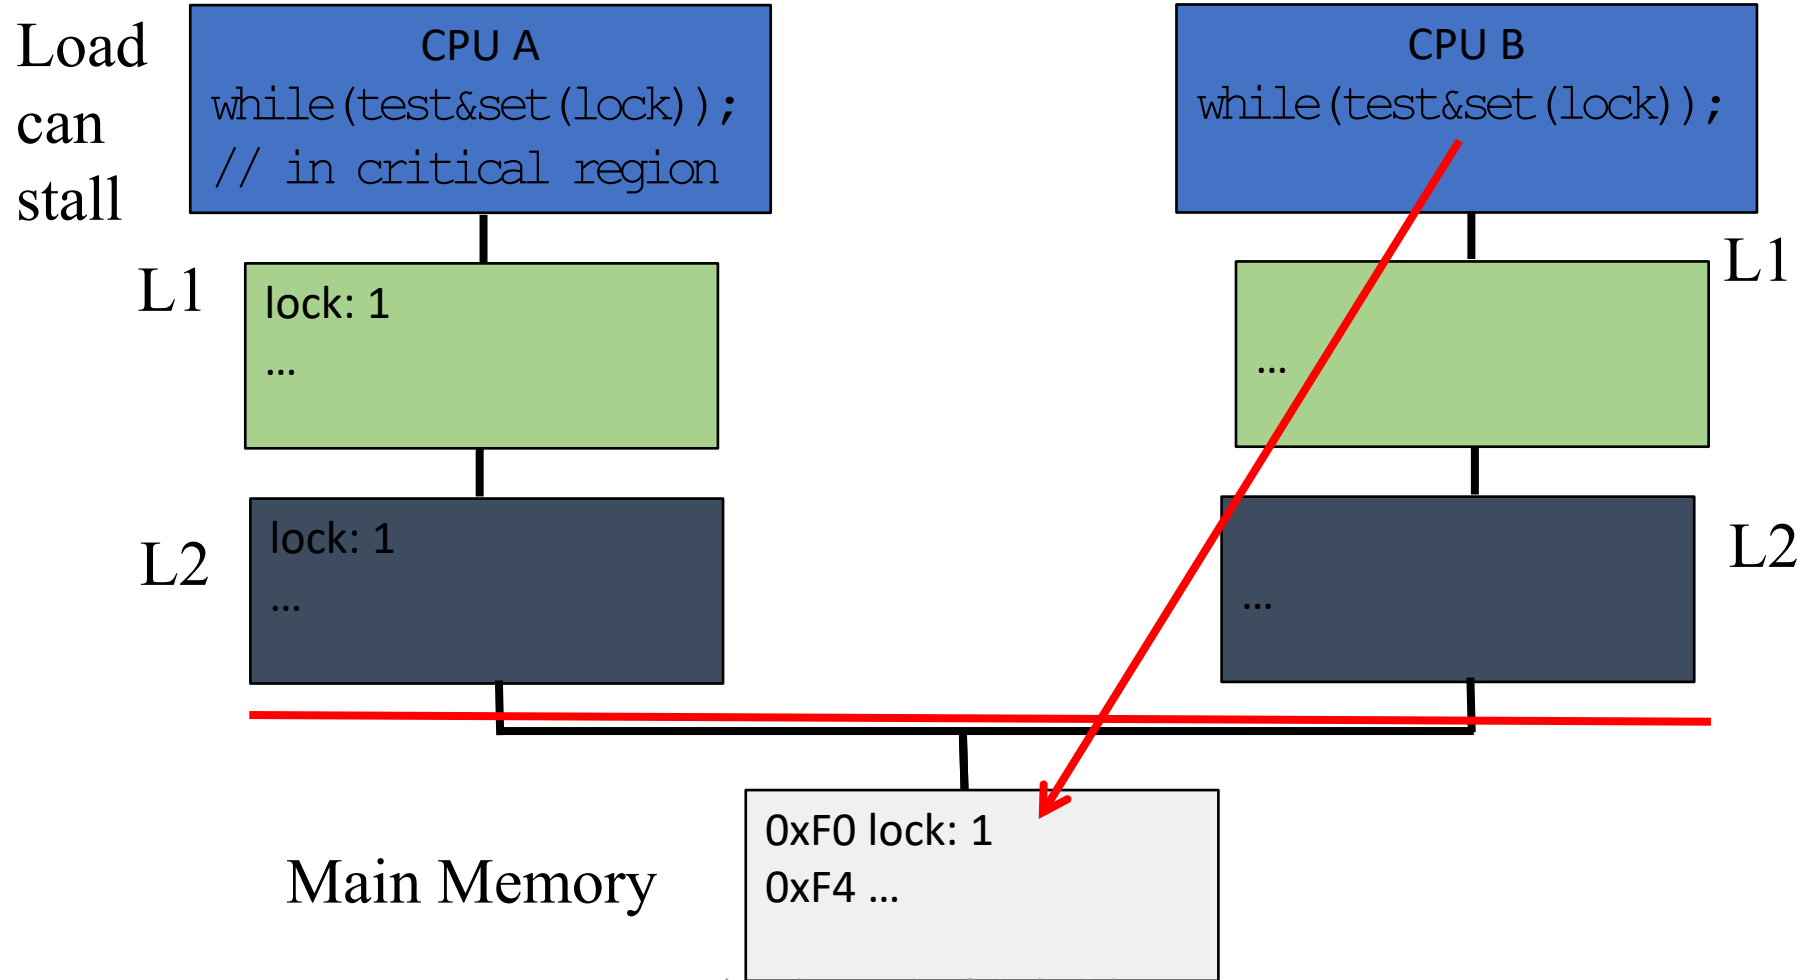 Load
can
stall
CPU A
while(test&set(lock));
// in critical region
CPU B
while(test&set(lock));
L1
lock: 1
...
L1
...
L2
lock: 1
...
L2
...
Main Memory
0xF0 lock: 1
0xF4 ...